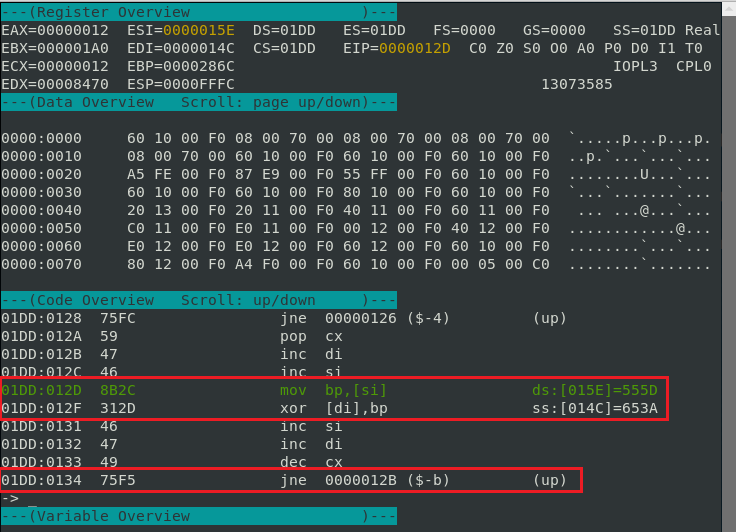 ---(Register Overview                   )---
EAX=00000012  ESI=0000015E  DS=01DD   ES=01DD   FS=0000   GS=0000   SS=01DD Real
EBX=000001A0  EDI=0000014C  CS=01DD   EIP=0000012D  C0 Z0 S0 O0 A0 P0 D0 I1 T0
ECX=00000012  EBP=0000286C                                         IOPL3  CPL0
EDX=00008470  ESP=0000FFFC                                 13073585
---(Data Overview   Scroll: page up/down)---
0000:0000     60 10 00 F0 08 00 70 00 08 00 70 00 08 00 70 00  `.....p...p...p.
0000:0010     08 00 70 00 60 10 00 F0 60 10 00 F0 60 10 00 F0  ..p.`...`...`...
0000:0020     A5 FE 00 F0 87 E9 00 F0 55 FF 00 F0 60 10 00 F0  ........U...`...
0000:0030     60 10 00 F0 60 10 00 F0 80 10 00 F0 60 10 00 F0  `...`.......`...
0000:0040     20 13 00 F0 20 11 00 F0 40 11 00 F0 60 11 00 F0   ... ...@...`...
0000:0050     C0 11 00 F0 E0 11 00 F0 00 12 00 F0 40 12 00 F0  ............@...
0000:0060     E0 12 00 F0 E0 12 00 F0 60 12 00 F0 60 10 00 F0  ........`...`...
0000:0070     80 12 00 F0 A4 F0 00 F0 60 10 00 F0 00 05 00 C0  ........`.......
---(Code Overview   Scroll: up/down     )---
01DD:0128  75FC                jne  00000126 ($-4)         (up)
01DD:012A  59                  pop  cx
01DD:012B  47                  inc  di
01DD:012C  46                  inc  si
01DD:012D  8B2C                mov  bp,[si]                ds:[015E]=555D
01DD:012F  312D                xor  [di],bp                ss:[014C]=653A
01DD:0131  46                  inc  si
01DD:0132  47                  inc  di
01DD:0133  49                  dec  cx
01DD:0134  75F5                jne  0000012B ($-b)         (up)
-> _
---(Variable Overview                   )---